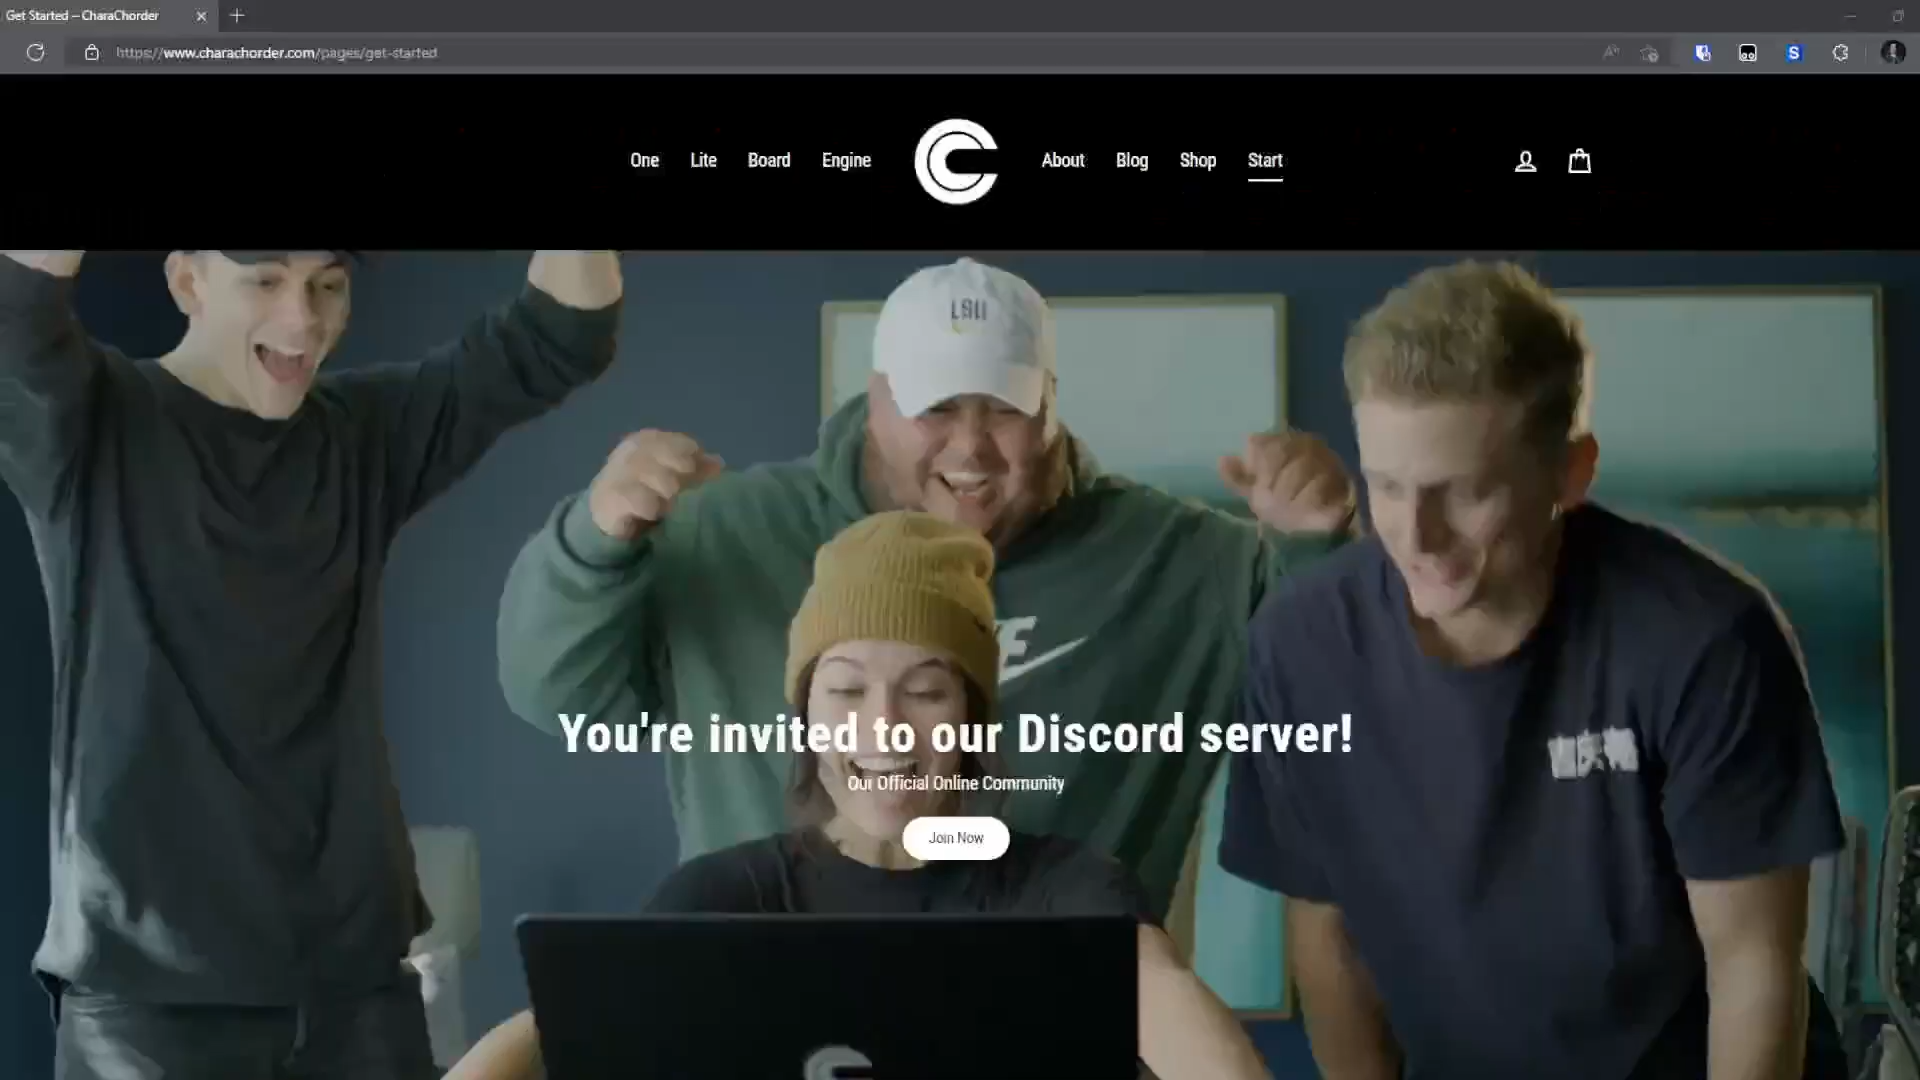 Get Started – CharaChorder
https://www.charachorder.com/pages/get-started
One Lite Board Engine About Blog Shop Start
LSU
You're invited to our Discord server!
Our Official Online Community
Join Now